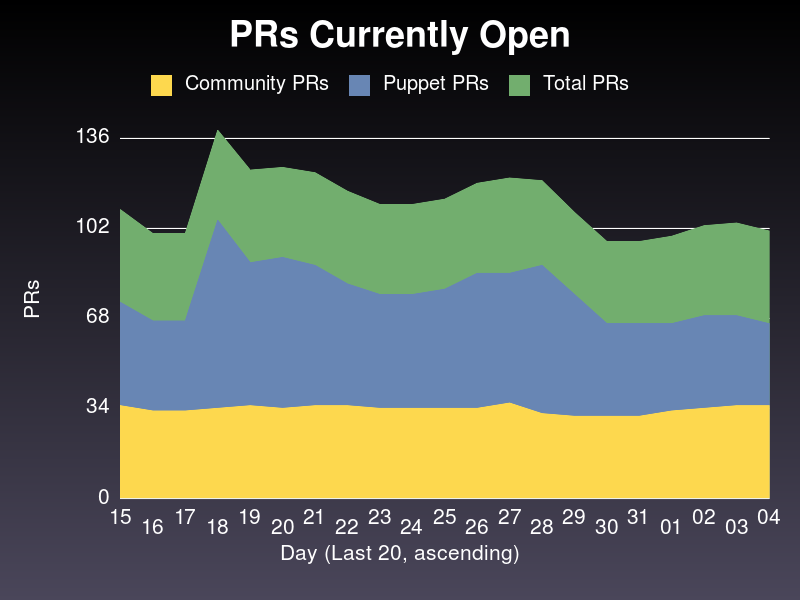 PRs Currently Open
Community PRs Puppet PRs Total PRs
136
102
68
34
0
PRs
15 16 17 18 19 20 21 22 23 24 25 26 27 28 29 30 31 01 02 03 04
Day (Last 20, ascending)